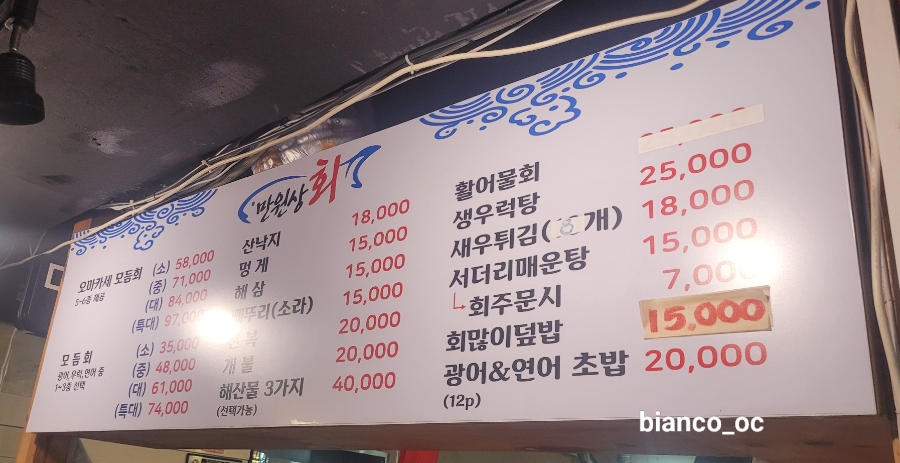 만원상회
오마카세 모듬회
5~6종 제공
(소) 58,000
(중) 71,000
(대) 84,000
(특대) 97,000
모듬회
광어, 우럭, 연어 중
1~3종 선택
(소) 35,000
(중) 48,000
(대) 61,000
(특대) 74,000
산낙지 18,000
멍게 15,000
해삼 15,000
(소라) 15,000
20,000
개불 20,000
해산물 3가지 40,000
(선택가능)
활어물회 25,000
생우럭탕 18,000
새우튀김( 개) 15,000
서더리매운탕
7,000
ㄴ회주문시
회많이덮밥 15,000
광어&연어 초밥 20,000
(12p)
bianco_oc